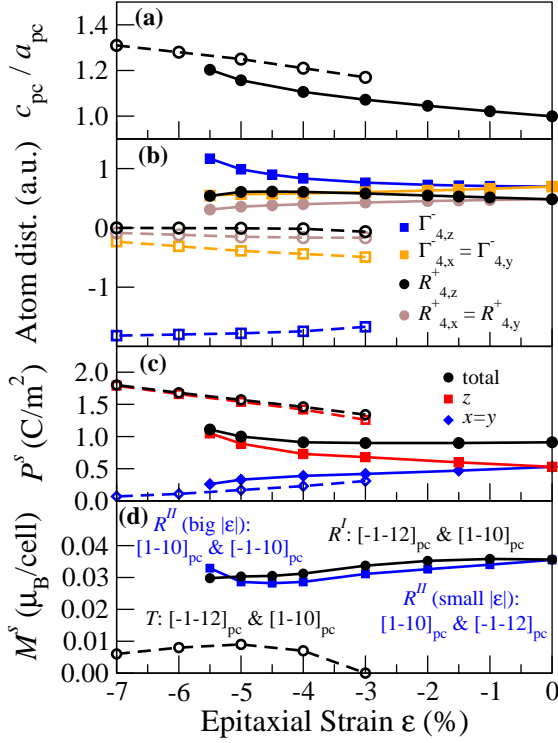 (a)
c_pc / a_pc
1.4
1.2
1.0
(b)
Atom dist. (a.u.)
1
0
-1
Γ⁻_4,z
Γ⁻_4,x = Γ⁻_4,y
R⁺_4,z
R⁺_4,x = R⁺_4,y
(c)
P^s (C/m²)
2.0
1.5
1.0
0.5
0.0
total
z
x=y
(d)
M^s (μ_B/cell)
0.05
0.04
0.03
0.02
0.01
0.00
R^II (big |ε|):
[1-10]_pc & [-1-10]_pc
R^I: [-1-12]_pc & [1-10]_pc
R^II (small |ε|):
[1-10]_pc & [-1-12]_pc
T: [-1-12]_pc & [1-10]_pc
-7 -6 -5 -4 -3 -2 -1 0
Epitaxial Strain ε (%)